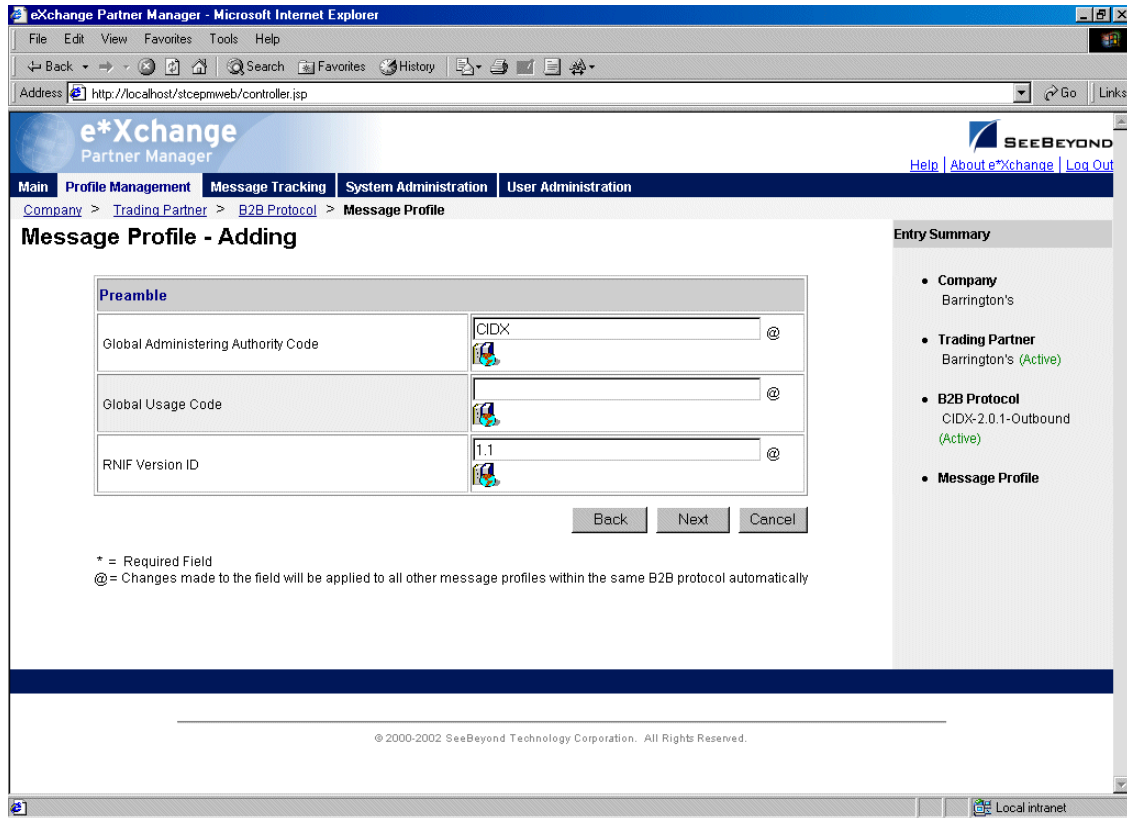 eXchange Partner Manager - Microsoft Internet Explorer
File Edit View Favorites Tools Help
Back Search Favorites History
Address http://localhost/stcepmweb/controller.jsp Go Links
e*Xchange
Partner Manager
SEEBEYOND
Help | About e*Xchange | Log Out
Main Profile Management Message Tracking System Administration User Administration
Company > Trading Partner > B2B Protocol > Message Profile
Message Profile - Adding
Preamble
Global Administering Authority Code CIDX @
Global Usage Code @
RNIF Version ID 1.1 @
Back Next Cancel
* = Required Field
@ = Changes made to the field will be applied to all other message profiles within the same B2B protocol automatically
Entry Summary
• Company
Barrington's
• Trading Partner
Barrington's (Active)
• B2B Protocol
CIDX-2.0.1-Outbound
(Active)
• Message Profile
© 2000-2002 SeeBeyond Technology Corporation. All Rights Reserved.
Local intranet